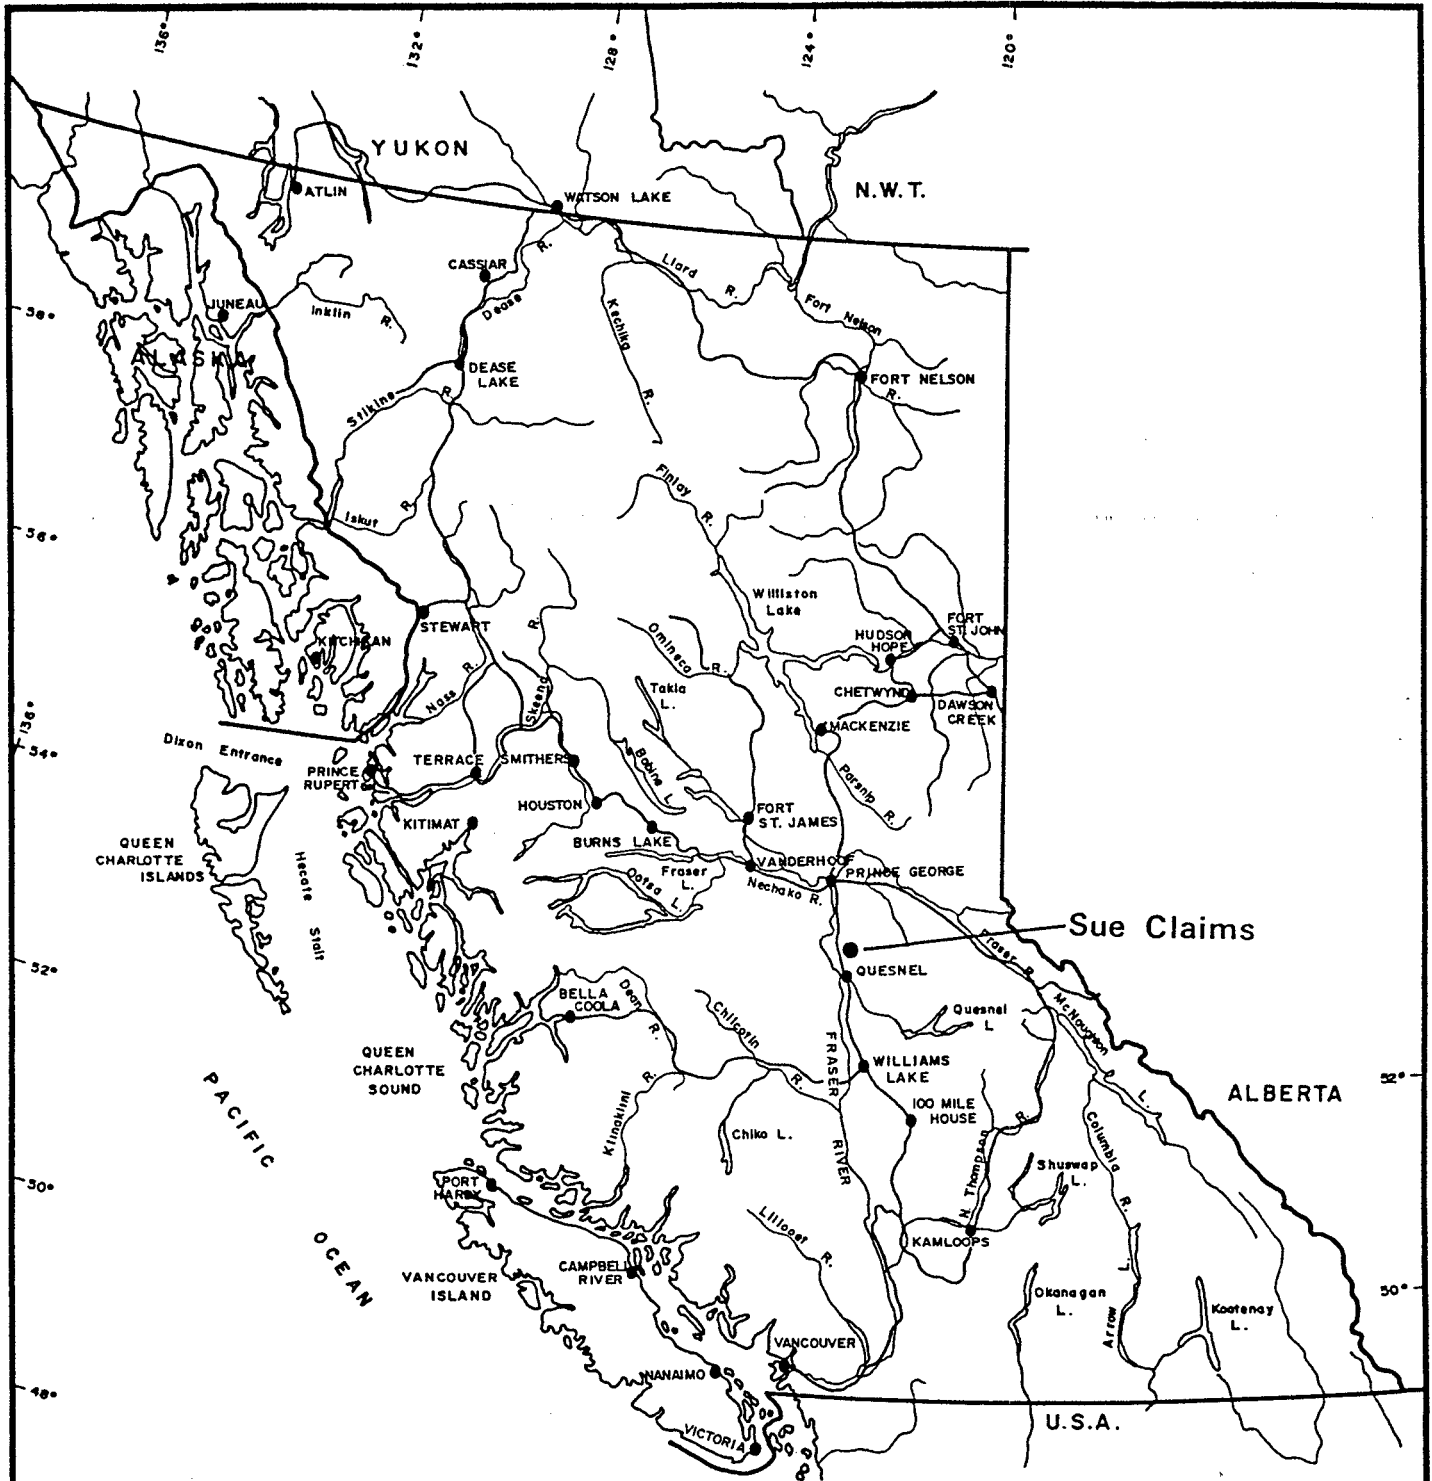 136°
132°
128°
124°
120°
YUKON
N.W.T.
ATLIN
WATSON LAKE
CASSIAR
Dease
R.
Liard
R.
Kechika
R.
Fort Nelson
R.
FORT NELSON
JUNEAU
Inklin
R.
58°
ALASKA
DEASE
LAKE
Stikine
R.
Finlay
R.
Iskut
R.
56°
Williston
Lake
STEWART
R.
Omineca
R.
HUDSON
HOPE
FORT
ST. JOHN
KETCHIKAN
Nass
R.
Skeena
Takla
L.
CHETWYND
DAWSON
CREEK
136°
54°
Dixon Entrance
MACKENZIE
PRINCE
RUPERT
TERRACE
SMITHERS
Babine L.
Parsnip
R.
HOUSTON
KITIMAT
FORT
ST. JAMES
QUEEN
CHARLOTTE
ISLANDS
BURNS LAKE
VANDERHOOF
PRINCE GEORGE
Hecate Stait
Fraser
L.
Ootsa
L.
Nechako R.
Sue Claims
Fraser R.
52°
QUESNEL
BELLA
COOLA
Dean
R.
Chilcotin
R.
Quesnel
L
McNaughton
L.
QUEEN
CHARLOTTE
SOUND
FRASER
RIVER
WILLIAMS
LAKE
52°
ALBERTA
PACIFIC
OCEAN
Klinaklini
R.
Chiko L.
100 MILE
HOUSE
N. Thompson
R.
Columbia
R.
Shuswap
L.
50°
PORT
HARDY
Lillooet
R.
KAMLOOPS
CAMPBELL
RIVER
VANCOUVER
ISLAND
Okanagan
L.
Arrow
L.
Kootenay
L.
50°
VANCOUVER
NANAIMO
48°
U.S.A.
VICTORIA